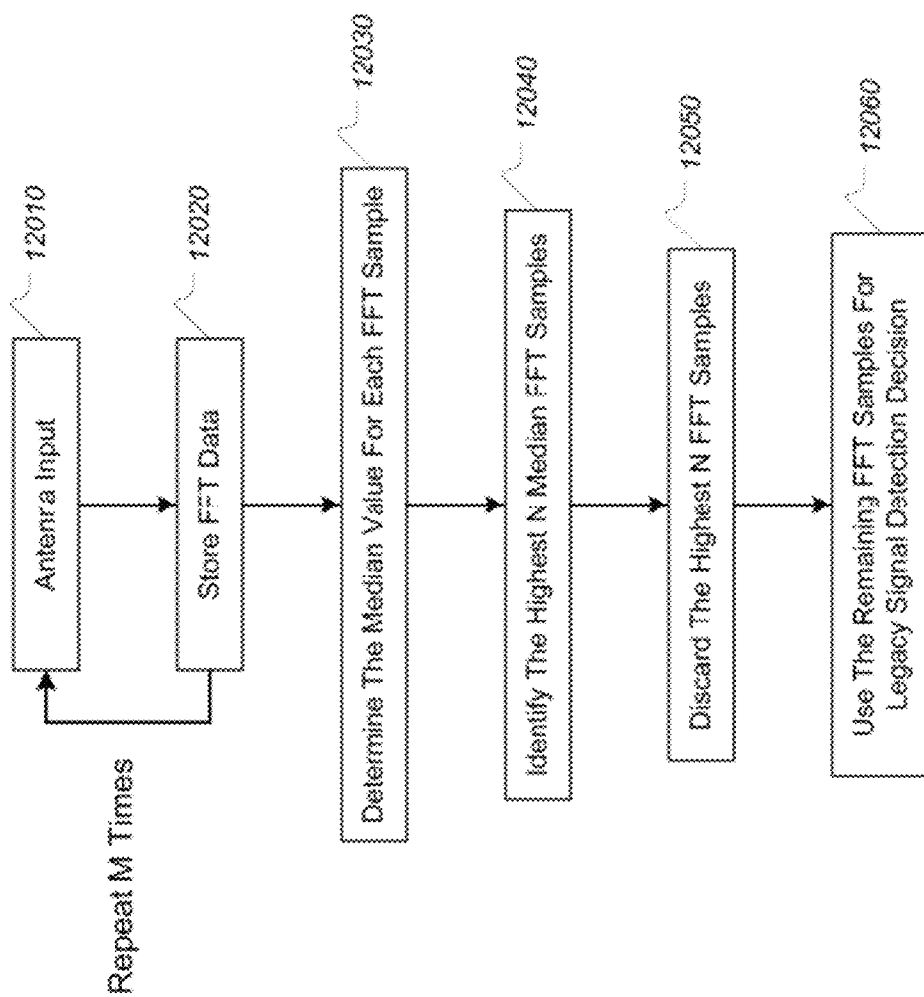 Repeat M Times
Antenra Input
12010
Store FFT Data
12020
Determine The Median Value For Each FFT Sample
12030
Identify The Highest N Median FFT Samples
12040
Discard The Highest N FFT Samples
12050
Use The Remaining FFT Samples For
Legacy Signal Detection Decision
12060